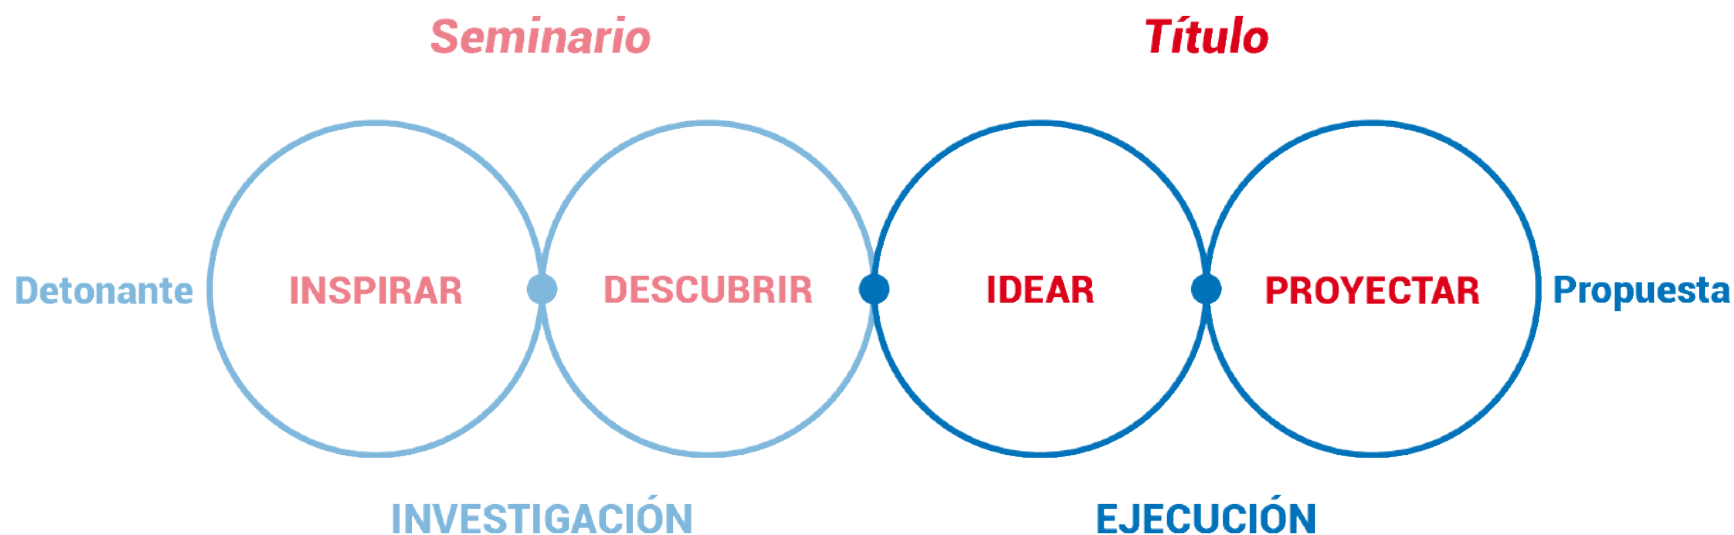 Seminario Título
Detonante INSPIRAR DESCUBRIR IDEAR PROYECTAR Propuesta
INVESTIGACIÓN EJECUCIÓN